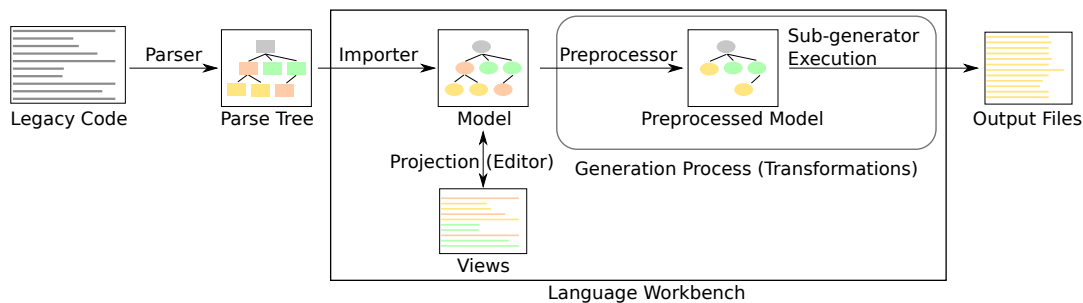 Legacy Code
Parser
Parse Tree
Importer
Model
Projection (Editor)
Views
Preprocessor
Preprocessed Model
Sub-generator
Execution
Generation Process (Transformations)
Output Files
Language Workbench